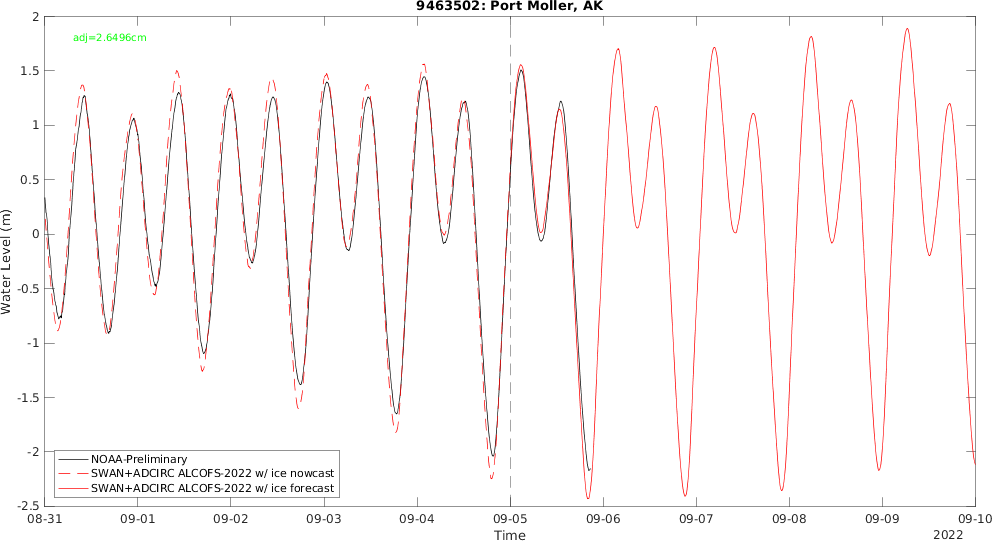 9463502: Port Moller, AK
adj=2.6496cm
2
1.5
1
0.5
0
-0.5
-1
-1.5
-2
-2.5
Water Level (m)
NOAA-Preliminary
SWAN+ADCIRC ALCOFS-2022 w/ ice nowcast
SWAN+ADCIRC ALCOFS-2022 w/ ice forecast
08-31 09-01 09-02 09-03 09-04 09-05 09-06 09-07 09-08 09-09 09-10
Time
2022